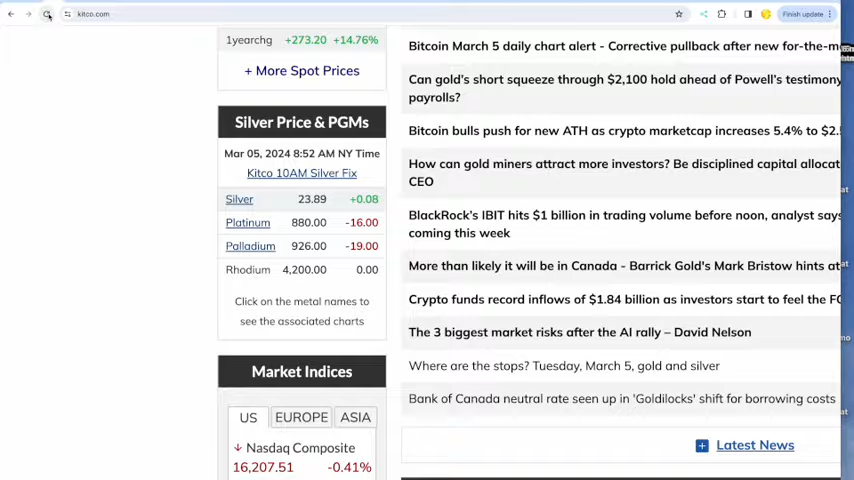 kitco.com
Finish update
1yearchg +273.20 +14.76%
+ More Spot Prices
Silver Price & PGMs
Mar 05, 2024 8:52 AM NY Time
Kitco 10AM Silver Fix
Silver 23.89 +0.08
Platinum 880.00 -16.00
Palladium 926.00 -19.00
Rhodium 4,200.00 0.00
Click on the metal names to
see the associated charts
Market Indices
US EUROPE ASIA
Nasdaq Composite
16,207.51 -0.41%
Bitcoin March 5 daily chart alert - Corrective pullback after new for-the-m
Can gold's short squeeze through $2,100 hold ahead of Powell's testimony
payrolls?
Bitcoin bulls push for new ATH as crypto marketcap increases 5.4% to $2.
How can gold miners attract more investors? Be disciplined capital allocat
CEO
BlackRock's IBIT hits $1 billion in trading volume before noon, analyst says
coming this week
More than likely it will be in Canada - Barrick Gold's Mark Bristow hints at
Crypto funds record inflows of $1.84 billion as investors start to feel the FO
The 3 biggest market risks after the AI rally – David Nelson
Where are the stops? Tuesday, March 5, gold and silver
Bank of Canada neutral rate seen up in 'Goldilocks' shift for borrowing costs
Latest News
at
at
mo
at